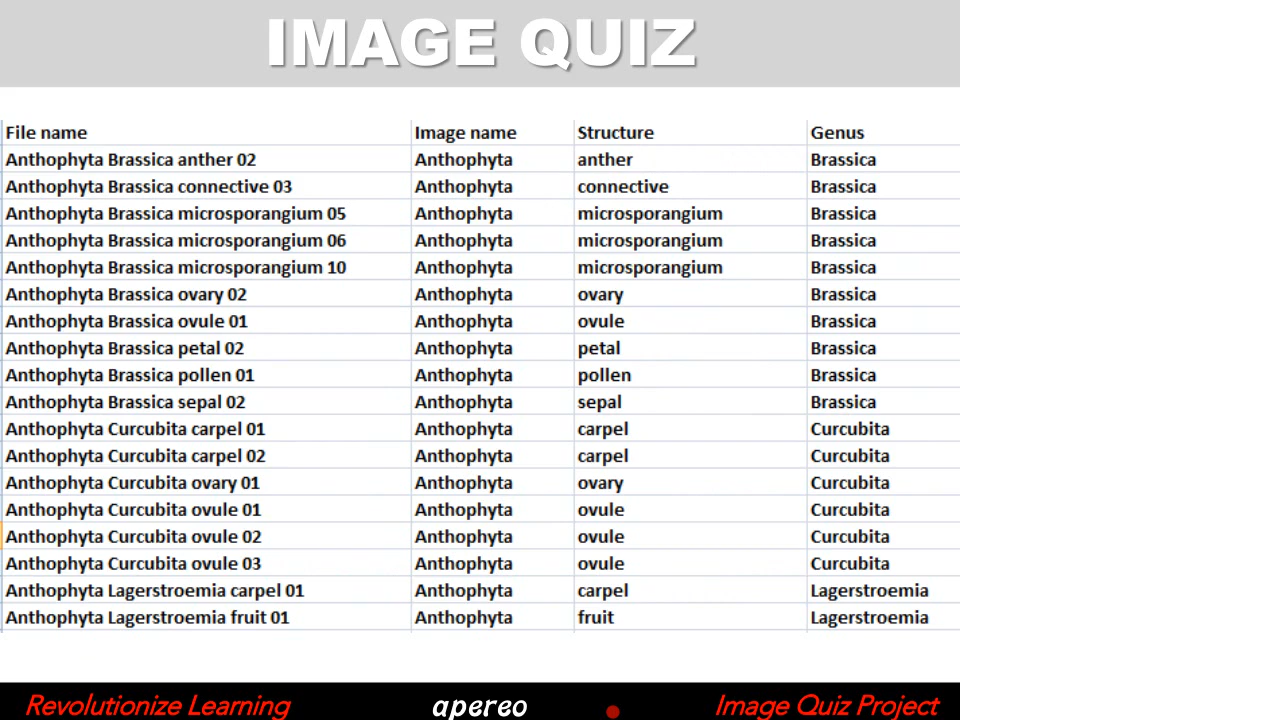 IMAGE QUIZ
File name Image name Structure Genus
Anthophyta Brassica anther 02 Anthophyta anther Brassica
Anthophyta Brassica connective 03 Anthophyta connective Brassica
Anthophyta Brassica microsporangium 05 Anthophyta microsporangium Brassica
Anthophyta Brassica microsporangium 06 Anthophyta microsporangium Brassica
Anthophyta Brassica microsporangium 10 Anthophyta microsporangium Brassica
Anthophyta Brassica ovary 02 Anthophyta ovary Brassica
Anthophyta Brassica ovule 01 Anthophyta ovule Brassica
Anthophyta Brassica petal 02 Anthophyta petal Brassica
Anthophyta Brassica pollen 01 Anthophyta pollen Brassica
Anthophyta Brassica sepal 02 Anthophyta sepal Brassica
Anthophyta Curcubita carpel 01 Anthophyta carpel Curcubita
Anthophyta Curcubita carpel 02 Anthophyta carpel Curcubita
Anthophyta Curcubita ovary 01 Anthophyta ovary Curcubita
Anthophyta Curcubita ovule 01 Anthophyta ovule Curcubita
Anthophyta Curcubita ovule 02 Anthophyta ovule Curcubita
Anthophyta Curcubita ovule 03 Anthophyta ovule Curcubita
Anthophyta Lagerstroemia carpel 01 Anthophyta carpel Lagerstroemia
Anthophyta Lagerstroemia fruit 01 Anthophyta fruit Lagerstroemia
Revolutionize Learning apereo Image Quiz Project